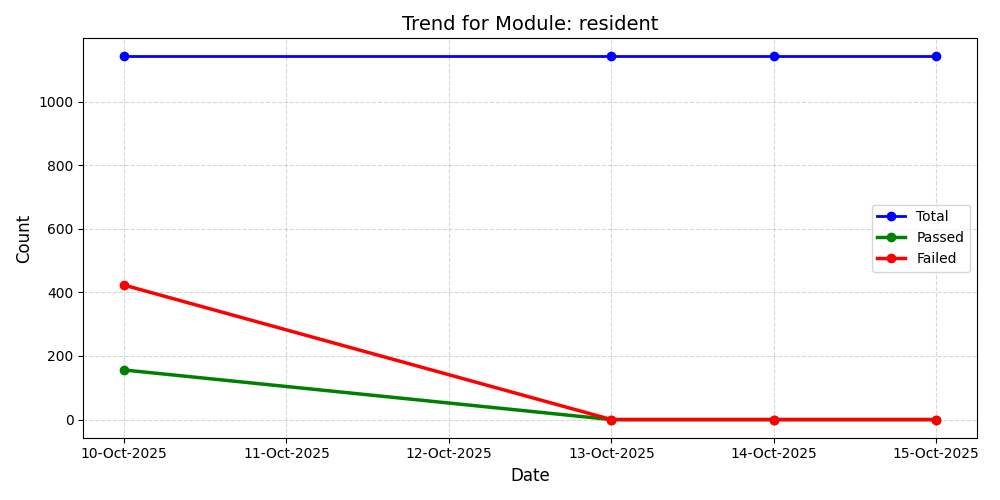 Trend for Module: resident
Count
1000
800
600
400
200
0
Total
Passed
Failed
10-Oct-2025 11-Oct-2025 12-Oct-2025 13-Oct-2025 14-Oct-2025 15-Oct-2025
Date